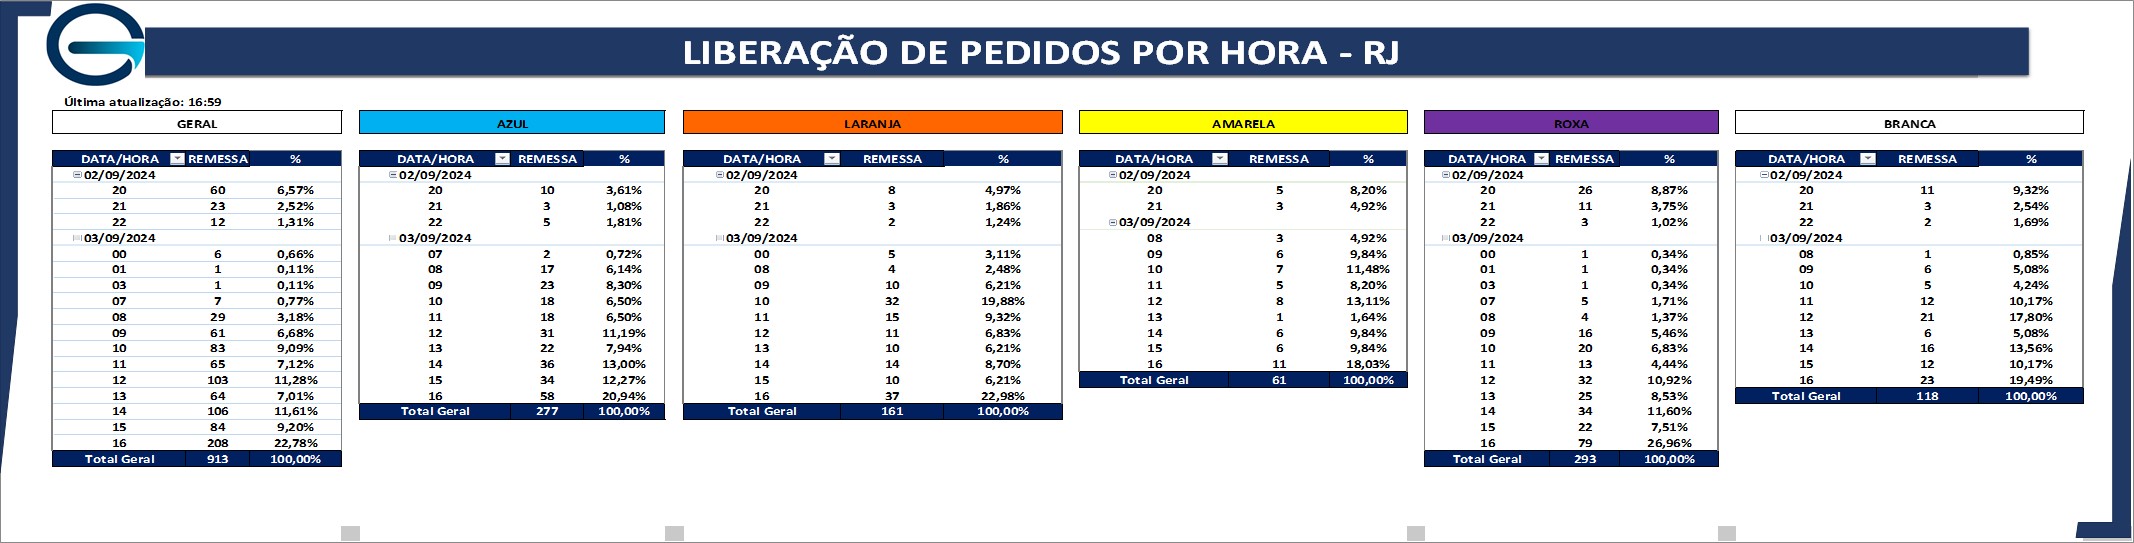 LIBERAÇÃO DE PEDIDOS POR HORA - RJ
Última atualização: 16:59
GERAL
DATA/HORA REMESSA %
02/09/2024
20 60 6,57%
21 23 2,52%
22 12 1,31%
03/09/2024
00 6 0,66%
01 1 0,11%
03 1 0,11%
07 7 0,77%
08 29 3,18%
09 61 6,68%
10 83 9,09%
11 65 7,12%
12 103 11,28%
13 64 7,01%
14 106 11,61%
15 84 9,20%
16 208 22,78%
Total Geral 913 100,00%
AZUL
DATA/HORA REMESSA %
02/09/2024
20 10 3,61%
21 3 1,08%
22 5 1,81%
03/09/2024
07 2 0,72%
08 17 6,14%
09 23 8,30%
10 18 6,50%
11 18 6,50%
12 31 11,19%
13 22 7,94%
14 36 13,00%
15 34 12,27%
16 58 20,94%
Total Geral 277 100,00%
LARANJA
DATA/HORA REMESSA %
02/09/2024
20 8 4,97%
21 3 1,86%
22 2 1,24%
03/09/2024
00 5 3,11%
08 4 2,48%
09 10 6,21%
10 32 19,88%
11 15 9,32%
12 11 6,83%
13 10 6,21%
14 14 8,70%
15 10 6,21%
16 37 22,98%
Total Geral 161 100,00%
AMARELA
DATA/HORA REMESSA %
02/09/2024
20 5 8,20%
21 3 4,92%
03/09/2024
08 3 4,92%
09 6 9,84%
10 7 11,48%
11 5 8,20%
12 8 13,11%
13 1 1,64%
14 6 9,84%
15 6 9,84%
16 11 18,03%
Total Geral 61 100,00%
ROXA
DATA/HORA REMESSA %
02/09/2024
20 26 8,87%
21 11 3,75%
22 3 1,02%
03/09/2024
00 1 0,34%
01 1 0,34%
03 1 0,34%
07 5 1,71%
08 4 1,37%
09 16 5,46%
10 20 6,83%
11 13 4,44%
12 32 10,92%
13 25 8,53%
14 34 11,60%
15 22 7,51%
16 79 26,96%
Total Geral 293 100,00%
BRANCA
DATA/HORA REMESSA %
02/09/2024
20 11 9,32%
21 3 2,54%
22 2 1,69%
03/09/2024
08 1 0,85%
09 6 5,08%
10 5 4,24%
11 12 10,17%
12 21 17,80%
13 6 5,08%
14 16 13,56%
15 12 10,17%
16 23 19,49%
Total Geral 118 100,00%